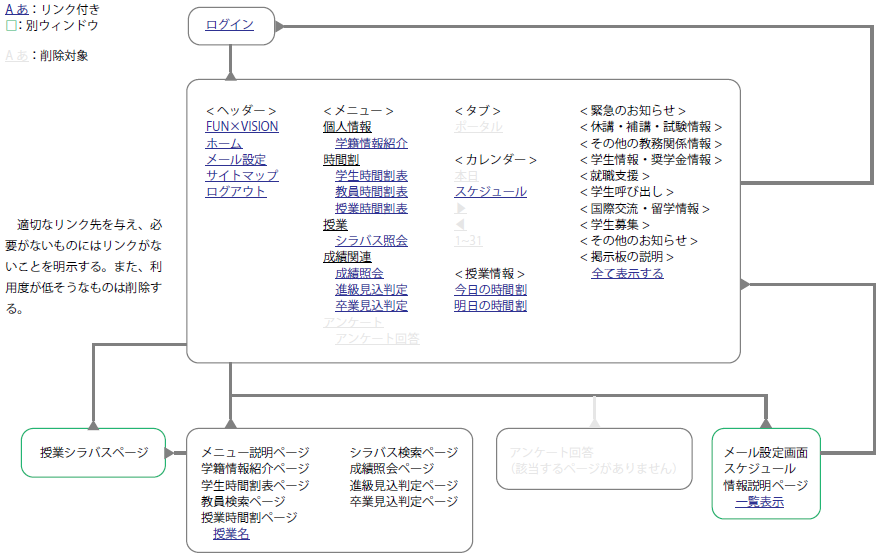 Aあ：リンク付き
□：別ウィンドウ
Aあ：削除対象
ログイン
＜ヘッダー＞
FUN×VISION
ホーム
メール設定
サイトマップ
ログアウト
＜メニュー＞
個人情報
学籍情報紹介
時間割
学生時間割表
教員時間割表
授業時間割表
授業
シラバス照会
成績関連
成績照会
進級見込判定
卒業見込判定
アンケート
アンケート回答
＜タブ＞
ポータル
＜カレンダー＞
本日
スケジュール
▶
◀
1~31
＜授業情報＞
今日の時間割
明日の時間割
＜緊急のお知らせ＞
＜休講・補講・試験情報＞
＜その他の教務関係情報＞
＜学生情報・奨学金情報＞
＜就職支援＞
＜学生呼び出し＞
＜国際交流・留学情報＞
＜学生募集＞
＜その他のお知らせ＞
＜掲示板の説明＞
全て表示する
適切なリンク先を与え、必
要がないものにはリンクがな
いことを明示する。また、利
用度が低そうなものは削除す
る。
授業シラバスページ
メニュー説明ページ
学籍情報紹介ページ
学生時間割表ページ
教員検索ページ
授業時間割ページ
授業名
シラバス検索ページ
成績照会ページ
進級見込判定ページ
卒業見込判定ページ
アンケート回答
（該当するページがありません）
メール設定画面
スケジュール
情報説明ページ
一覧表示